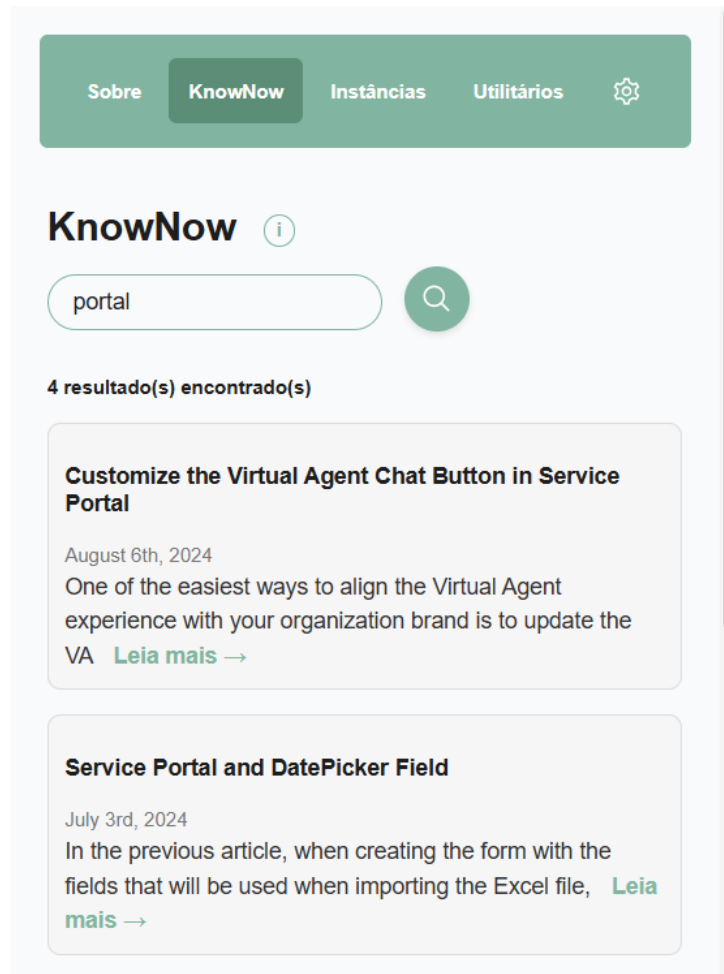 Sobre KnowNow Instâncias Utilitários
KnowNow i
portal
4 resultado(s) encontrado(s)
Customize the Virtual Agent Chat Button in Service
Portal
August 6th, 2024
One of the easiest ways to align the Virtual Agent
experience with your organization brand is to update the
VA Leia mais →
Service Portal and DatePicker Field
July 3rd, 2024
In the previous article, when creating the form with the
fields that will be used when importing the Excel file, Leia
mais →